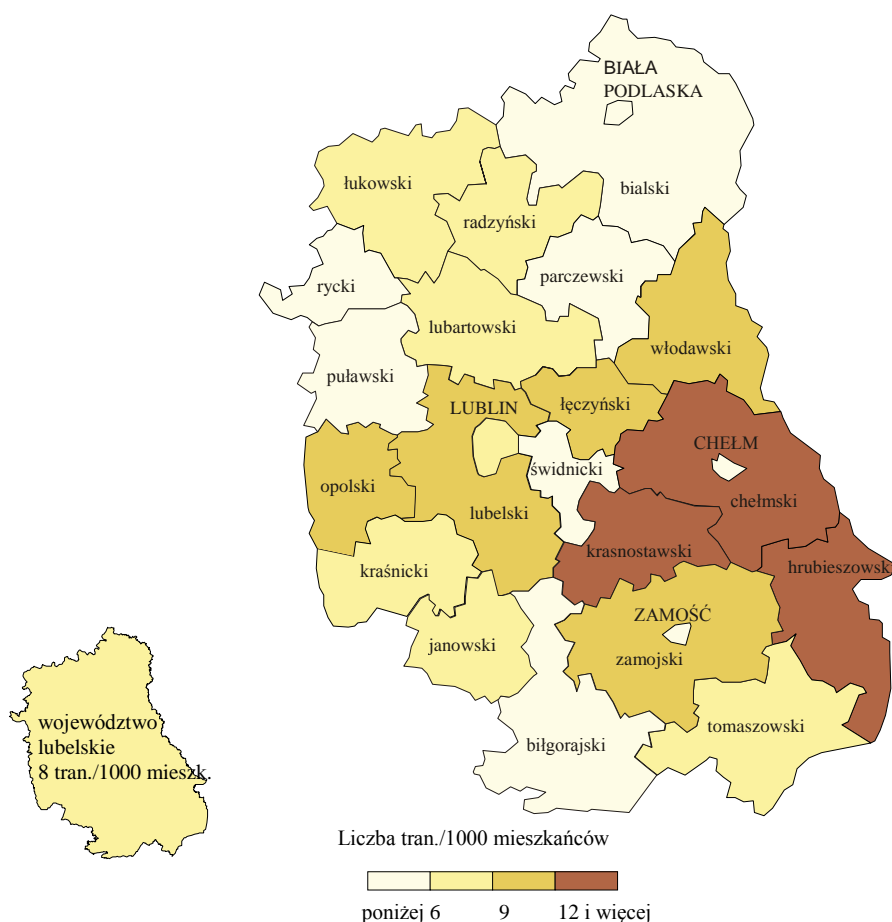 BIAŁA
PODLASKA
łukowski
bialski
radzyński
parczewski
rycki
lubartowski
włodawski
puławski
łęczyński
LUBLIN
CHEŁM
świdnicki
opolski
chełmski
lubelski
krasnostawski
hrubieszowsk
kraśnicki
ZAMOŚĆ
janowski
zamojski
tomaszowski
biłgorajski
województwo
lubelskie
8 tran./1000 mieszk.
Liczba tran./1000 mieszkańców
poniżej 6 9 12 i więcej